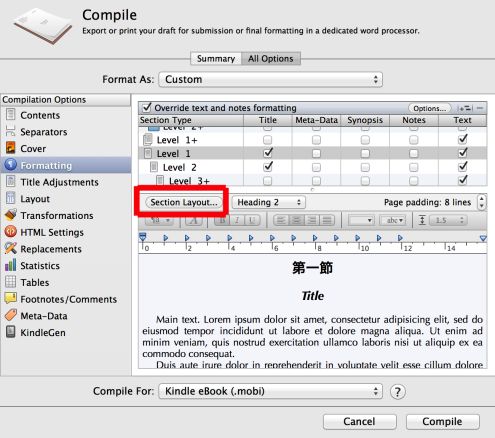 Compile
Export or print your draft for submission or final formatting in a dedicated word processor.
Summary All Options
Format As: Custom
Compilation Options
Contents
Separators
Cover
Formatting
Title Adjustments
Layout
Transformations
HTML Settings
Replacements
Statistics
Tables
Footnotes/Comments
Meta-Data
KindleGen
Override text and notes formatting Options...
Section Type Title Meta-Data Synopsis Notes Text
Level 2+
Level 1+
Level 1
Level 2
Level 3+
Section Layout... Heading 2 Page padding: 8 lines
¶a A B I U abc 1.5
0 2 4 6 8 10 12 14
第一節
Title
Main text. Lorem ipsum dolor sit amet, consectetur adipisicing elit, sed do
eiusmod tempor incididunt ut labore et dolore magna aliqua. Ut enim ad
minim veniam, quis nostrud exercitation ullamco laboris nisi ut aliquip ex ea
commodo consequat.
Duis aute irure dolor in reprehenderit in voluptate velit esse cillum dolore
Compile For: Kindle eBook (.mobi) ?
Cancel Compile